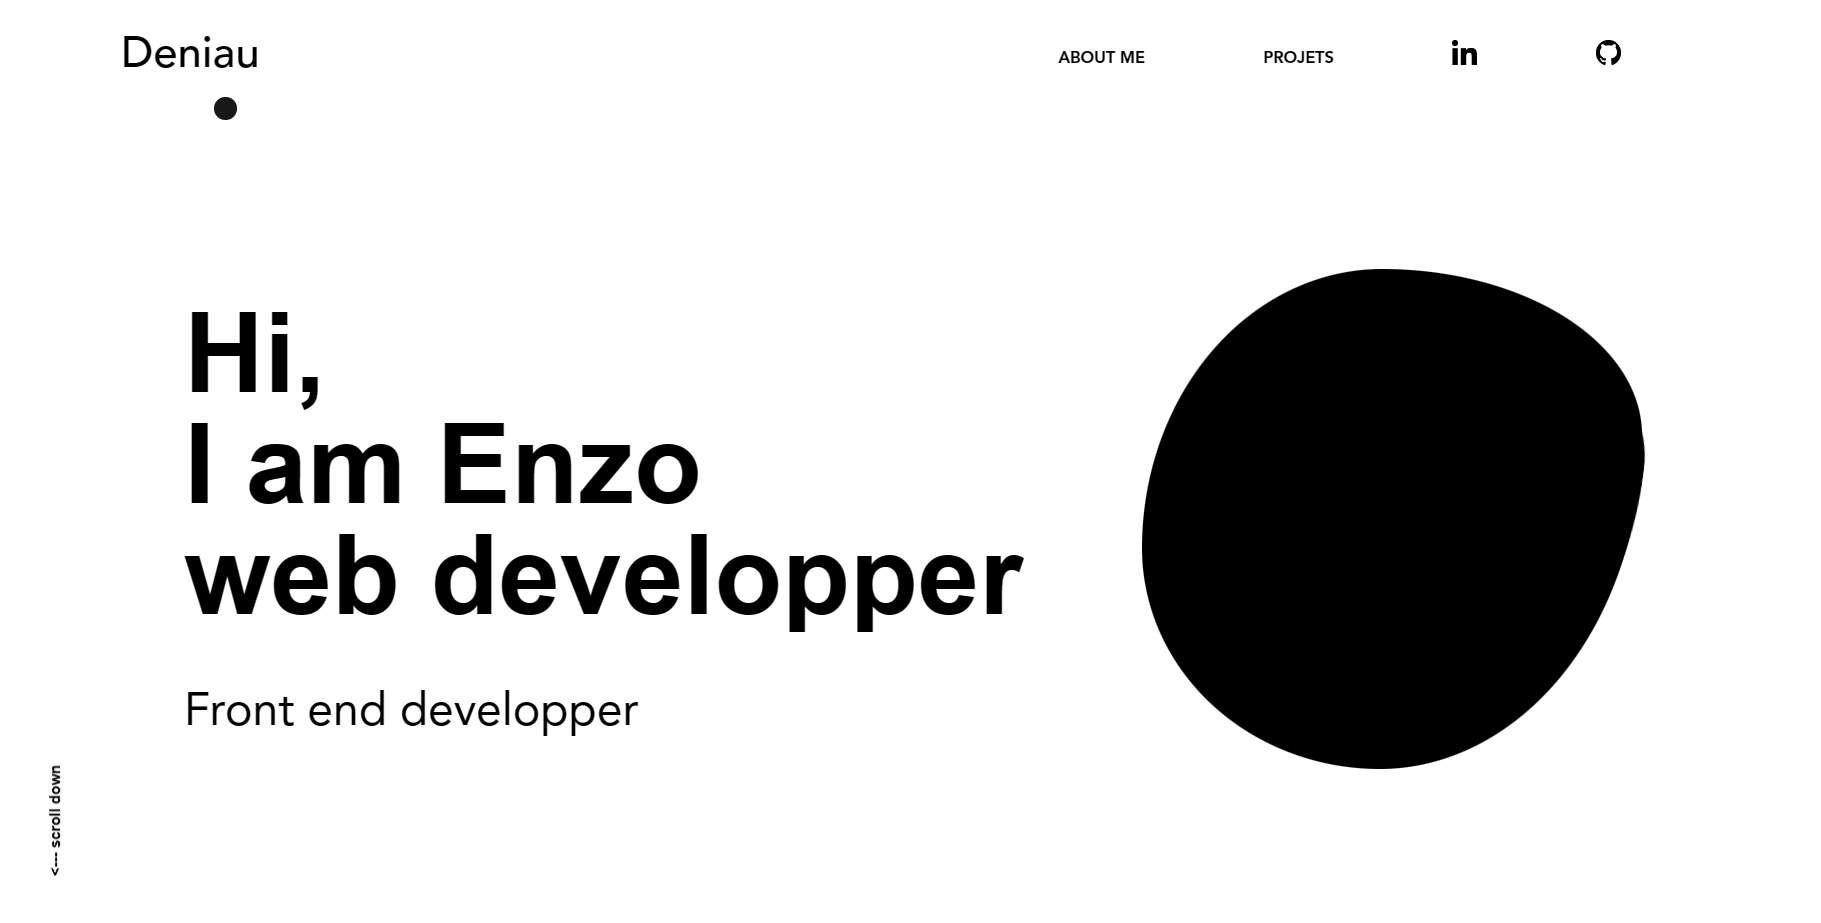 Deniau
ABOUT ME
PROJETS
in
Hi,
I am Enzo
web developper
Front end developper
<--- scroll down